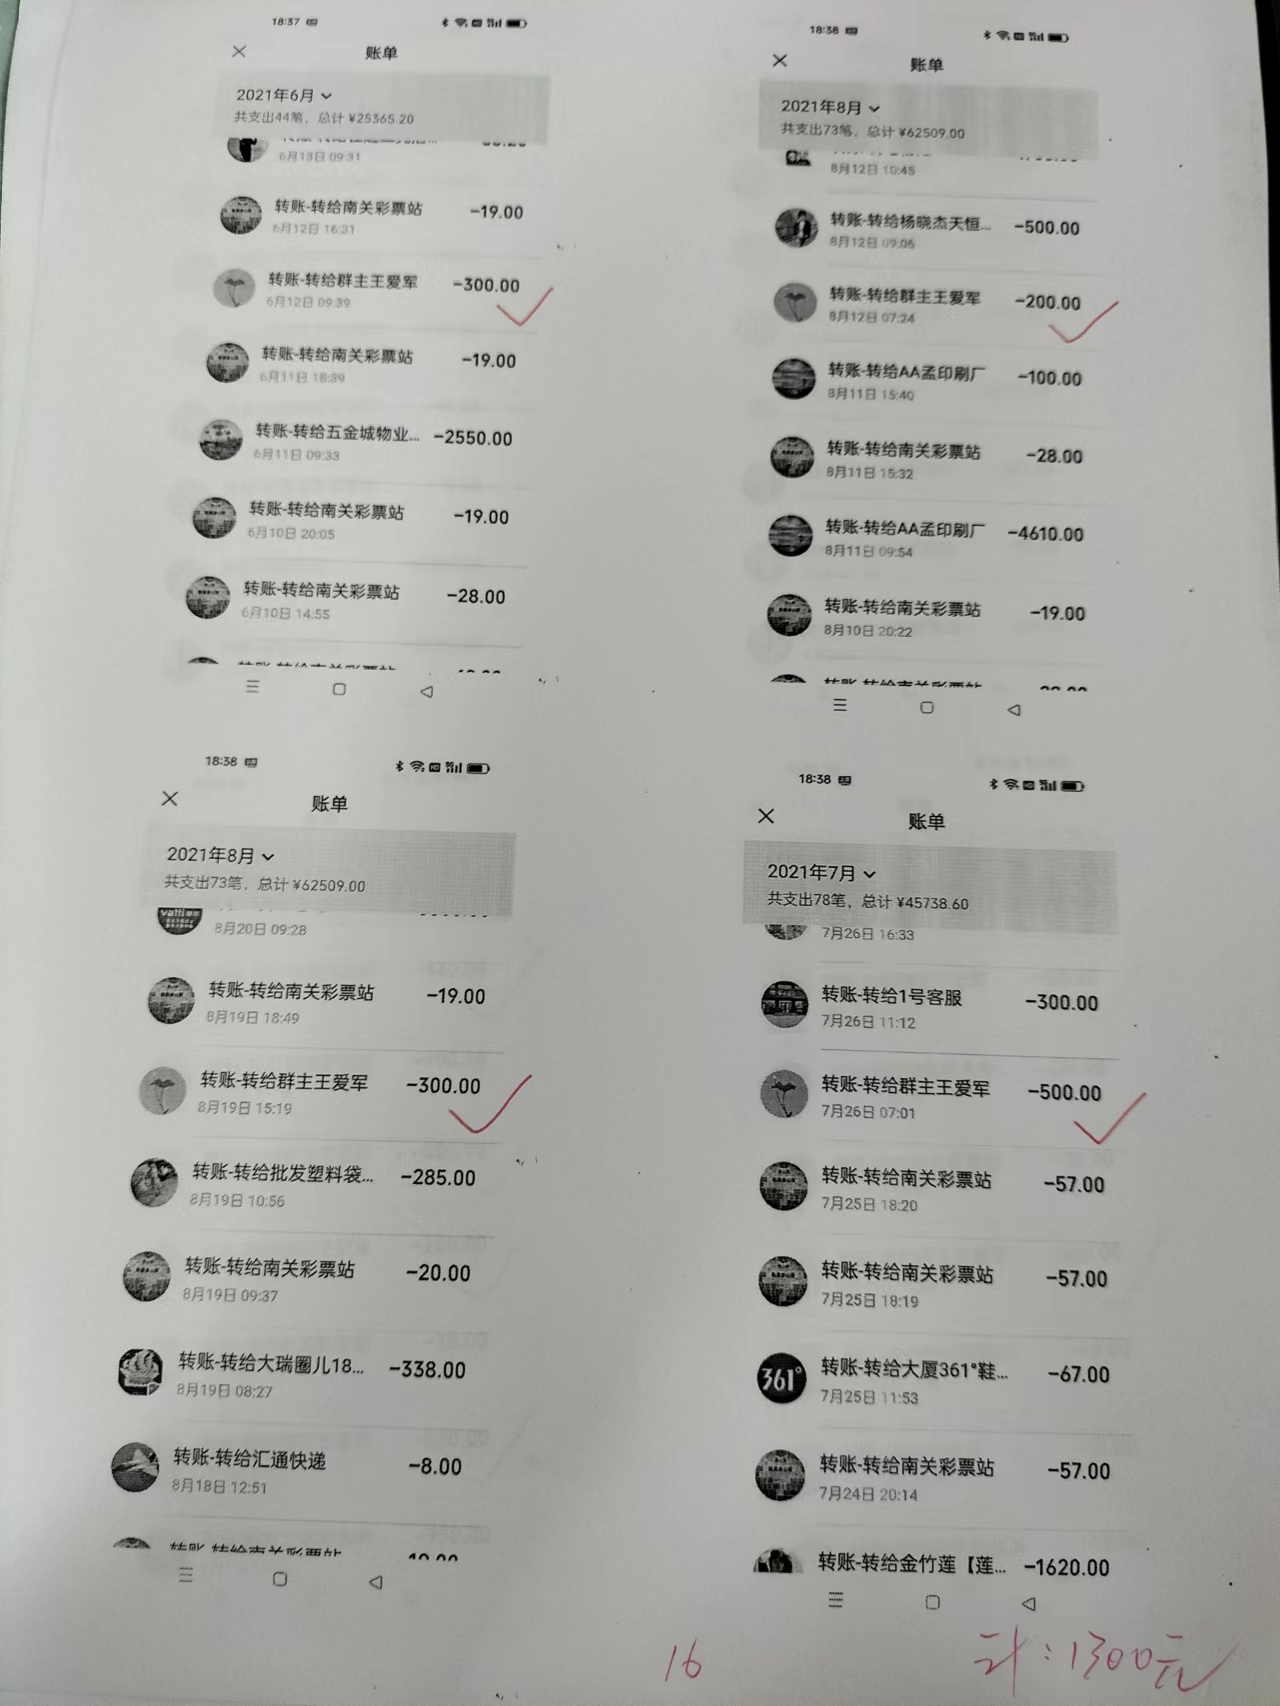 18:37
账单
2021年6月
共支出44笔，总计 ¥25365.20
6月13日 09:31
转账-转给南关彩票站 -19.00
6月12日 16:31
转账-转给群主王爱军 -300.00
6月12日 09:39
转账-转给南关彩票站 -19.00
6月11日 18:39
转账-转给五金城物业... -2550.00
6月11日 09:33
转账-转给南关彩票站 -19.00
6月10日 20:05
转账-转给南关彩票站 -28.00
6月10日 14:55
转账-转给南关彩票站
18:38
账单
2021年8月
共支出73笔，总计 ¥62509.00
8月12日 10:45
转账-转给杨晓杰天恒... -500.00
8月12日 09:06
转账-转给群主王爱军 -200.00
8月12日 07:24
转账-转给AA孟印刷厂 -100.00
8月11日 15:40
转账-转给南关彩票站 -28.00
8月11日 15:32
转账-转给AA孟印刷厂 -4610.00
8月11日 09:54
转账-转给南关彩票站 -19.00
8月10日 20:22
转账-转给南关彩票站
18:38
账单
2021年8月
共支出73笔，总计 ¥62509.00
vatti
8月20日 09:28
转账-转给南关彩票站 -19.00
8月19日 18:49
转账-转给群主王爱军 -300.00
8月19日 15:19
转账-转给批发塑料袋... -285.00
8月19日 10:56
转账-转给南关彩票站 -20.00
8月19日 09:37
转账-转给大瑞圈儿18... -338.00
8月19日 08:27
转账-转给汇通快递 -8.00
8月18日 12:51
转账-转给南关彩票站
18:38
账单
2021年7月
共支出78笔，总计 ¥45738.60
7月26日 16:33
转账-转给1号客服 -300.00
7月26日 11:12
转账-转给群主王爱军 -500.00
7月26日 07:01
转账-转给南关彩票站 -57.00
7月25日 18:20
转账-转给南关彩票站 -57.00
7月25日 18:19
361°
转账-转给大厦361°鞋... -67.00
7月25日 11:53
转账-转给南关彩票站 -57.00
7月24日 20:14
转账-转给金竹莲【莲... -1620.00
16
计：1300元